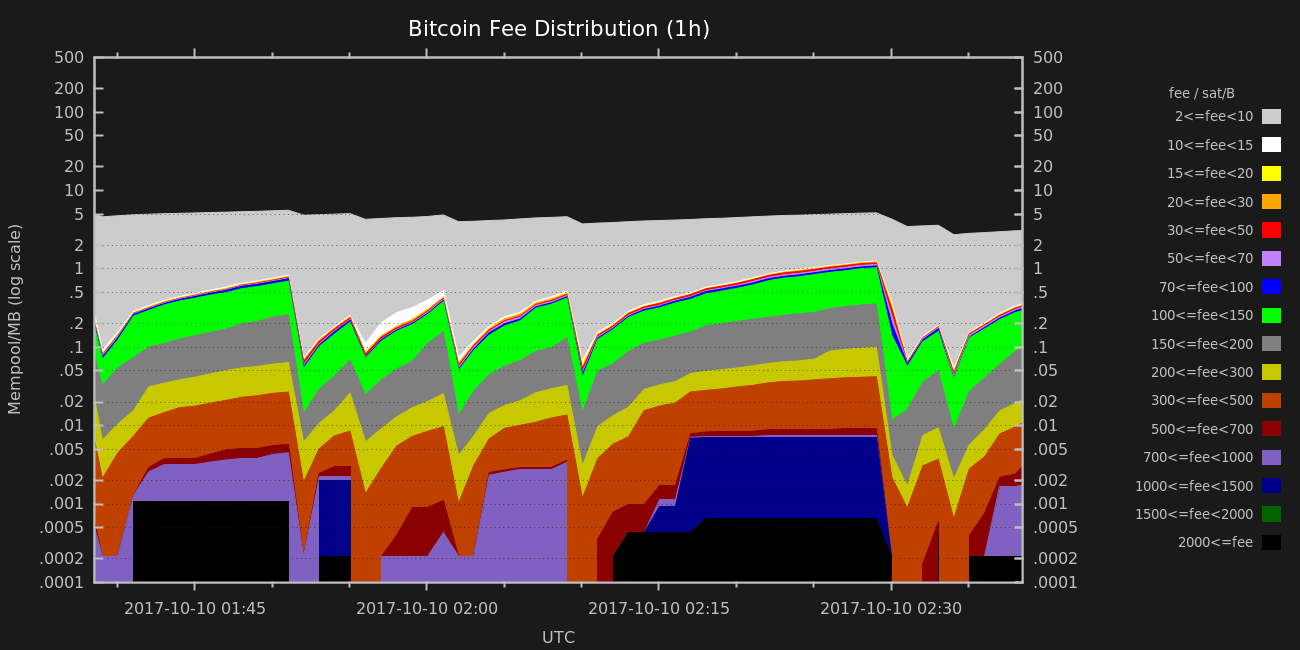 Bitcoin Fee Distribution (1h)
500 500
200 200
100 100
50 50
20 20
10 10
5 5
2 2
1 1
.5 .5
.2 .2
.1 .1
.05 .05
.02 .02
.01 .01
.005 .005
.002 .002
.001 .001
.0005 .0005
.0002 .0002
.0001 .0001
Mempool/MB (log scale)
2017-10-10 01:45 2017-10-10 02:00 2017-10-10 02:15 2017-10-10 02:30
UTC
fee / sat/B
2<=fee<10
10<=fee<15
15<=fee<20
20<=fee<30
30<=fee<50
50<=fee<70
70<=fee<100
100<=fee<150
150<=fee<200
200<=fee<300
300<=fee<500
500<=fee<700
700<=fee<1000
1000<=fee<1500
1500<=fee<2000
2000<=fee